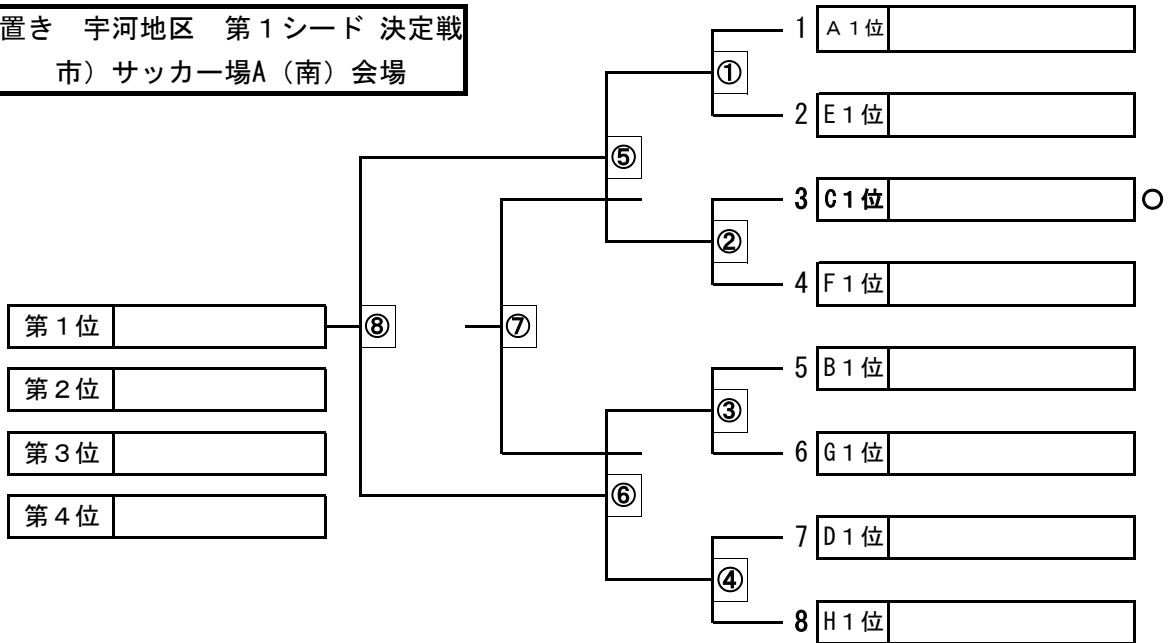 置き　宇河地区　第１シード 決定戦
市）サッカー場A（南）会場
1 A１位
①
2 E１位
⑤
3 C１位 ○
②
4 F１位
第１位 ⑧ ⑦
第２位
5 B１位
③
第３位
6 G１位
⑥
第４位
7 D１位
④
8 H１位